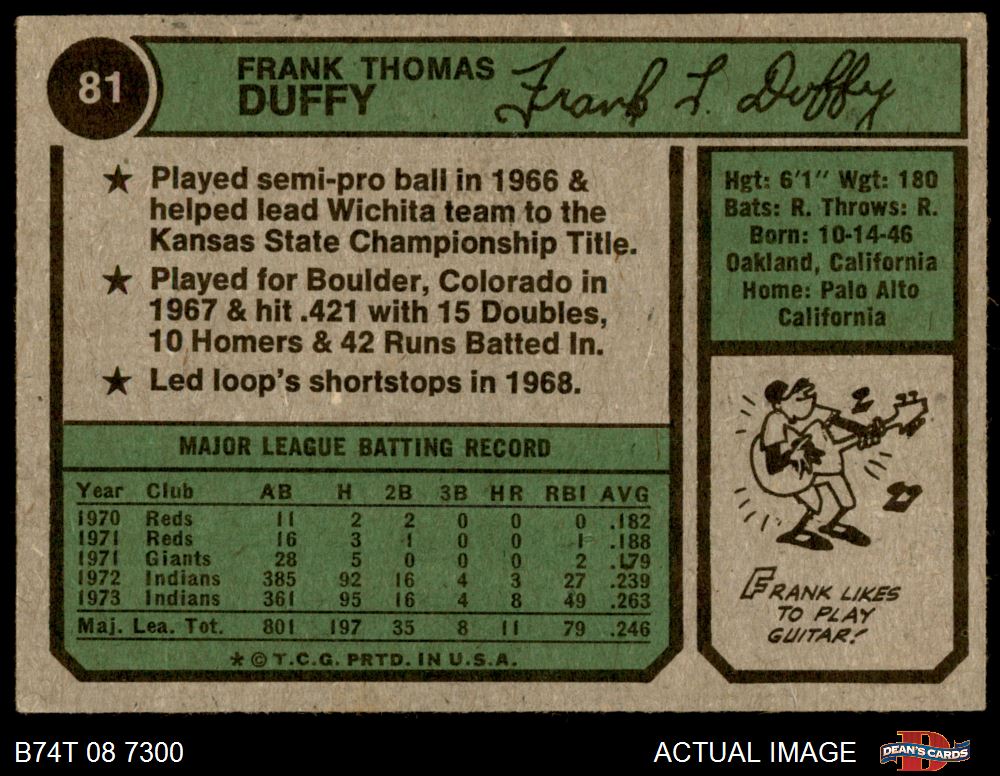 81
FRANK THOMAS
DUFFY
Frank T. Duffy
★ Played semi-pro ball in 1966 &
helped lead Wichita team to the
Kansas State Championship Title.
★ Played for Boulder, Colorado in
1967 & hit .421 with 15 Doubles,
10 Homers & 42 Runs Batted In.
★ Led loop's shortstops in 1968.
Hgt: 6'1" Wgt: 180
Bats: R. Throws: R.
Born: 10-14-46
Oakland, California
Home: Palo Alto
California
MAJOR LEAGUE BATTING RECORD
Year Club AB H 2B 3B HR RBI AVG
1970 Reds 11 2 2 0 0 0 .182
1971 Reds 16 3 1 0 0 1 .188
1971 Giants 28 5 0 0 0 2 .179
1972 Indians 385 92 16 4 3 27 .239
1973 Indians 361 95 16 4 8 49 .263
Maj. Lea. Tot. 801 197 35 8 11 79 .246
* © T.C.G. PRTD. IN U.S.A.
FRANK LIKES
TO PLAY
GUITAR!
B74T 08 7300
ACTUAL IMAGE
DEAN'S CARDS